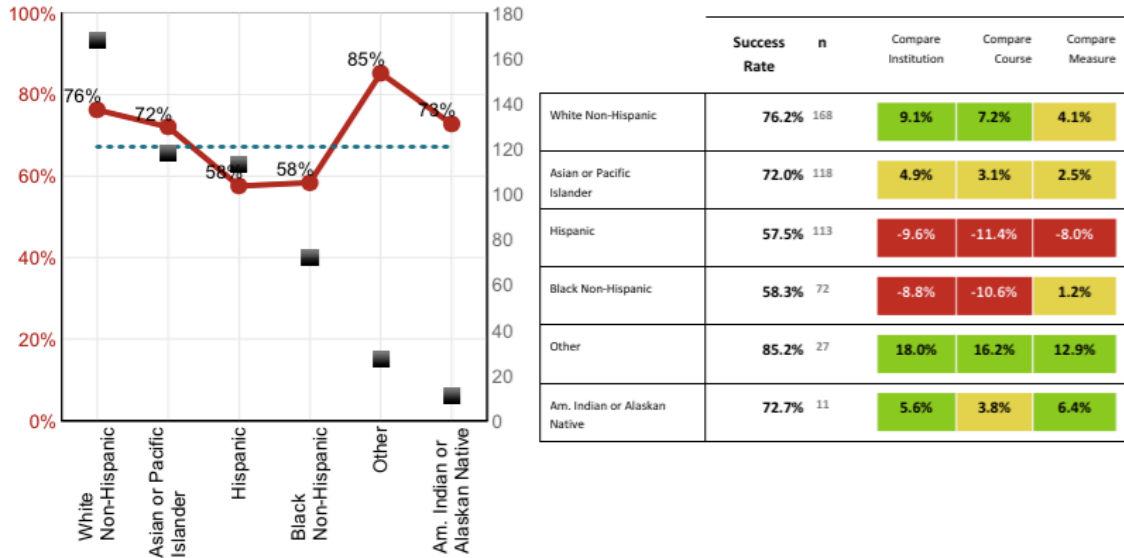 100%
80%
60%
40%
20%
0%
76%
72%
58%
58%
85%
73%
180
160
140
120
100
80
60
40
20
0
White
Non-Hispanic
Asian or Pacific
Islander
Hispanic
Black
Non-Hispanic
Other
Am. Indian or
Alaskan Native
Success Rate n Compare Institution Compare Course Compare Measure
White Non-Hispanic 76.2% 168 9.1% 7.2% 4.1%
Asian or Pacific Islander 72.0% 118 4.9% 3.1% 2.5%
Hispanic 57.5% 113 -9.6% -11.4% -8.0%
Black Non-Hispanic 58.3% 72 -8.8% -10.6% 1.2%
Other 85.2% 27 18.0% 16.2% 12.9%
Am. Indian or Alaskan Native 72.7% 11 5.6% 3.8% 6.4%